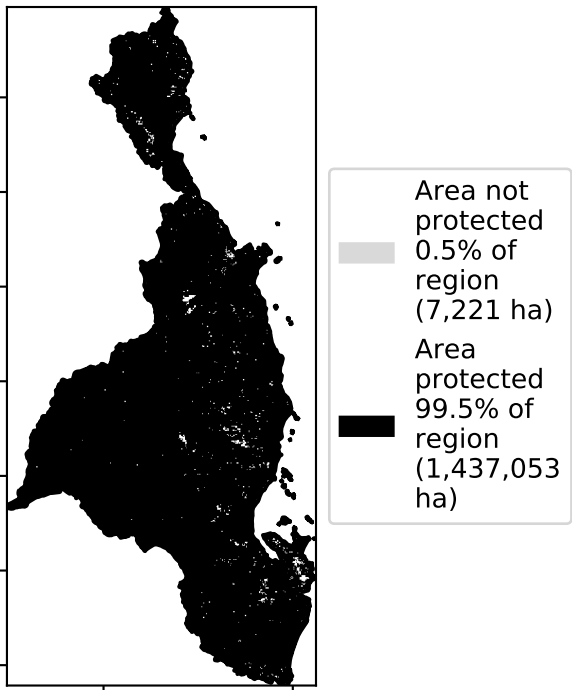 Area not
protected
0.5% of
region
(7,221 ha)
Area
protected
99.5% of
region
(1,437,053
ha)